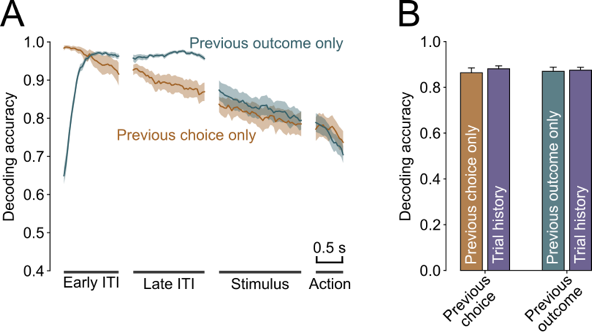 A
Decoding accuracy
1.0
0.9
0.8
0.7
0.6
0.5
0.4
Previous outcome only
Previous choice only
0.5 s
Early ITI
Late ITI
Stimulus
Action
B
Decoding accuracy
1.0
0.8
0.6
0.4
0.2
0.0
Previous choice only
Trial history
Previous outcome only
Trial history
Previous
choice
Previous
outcome